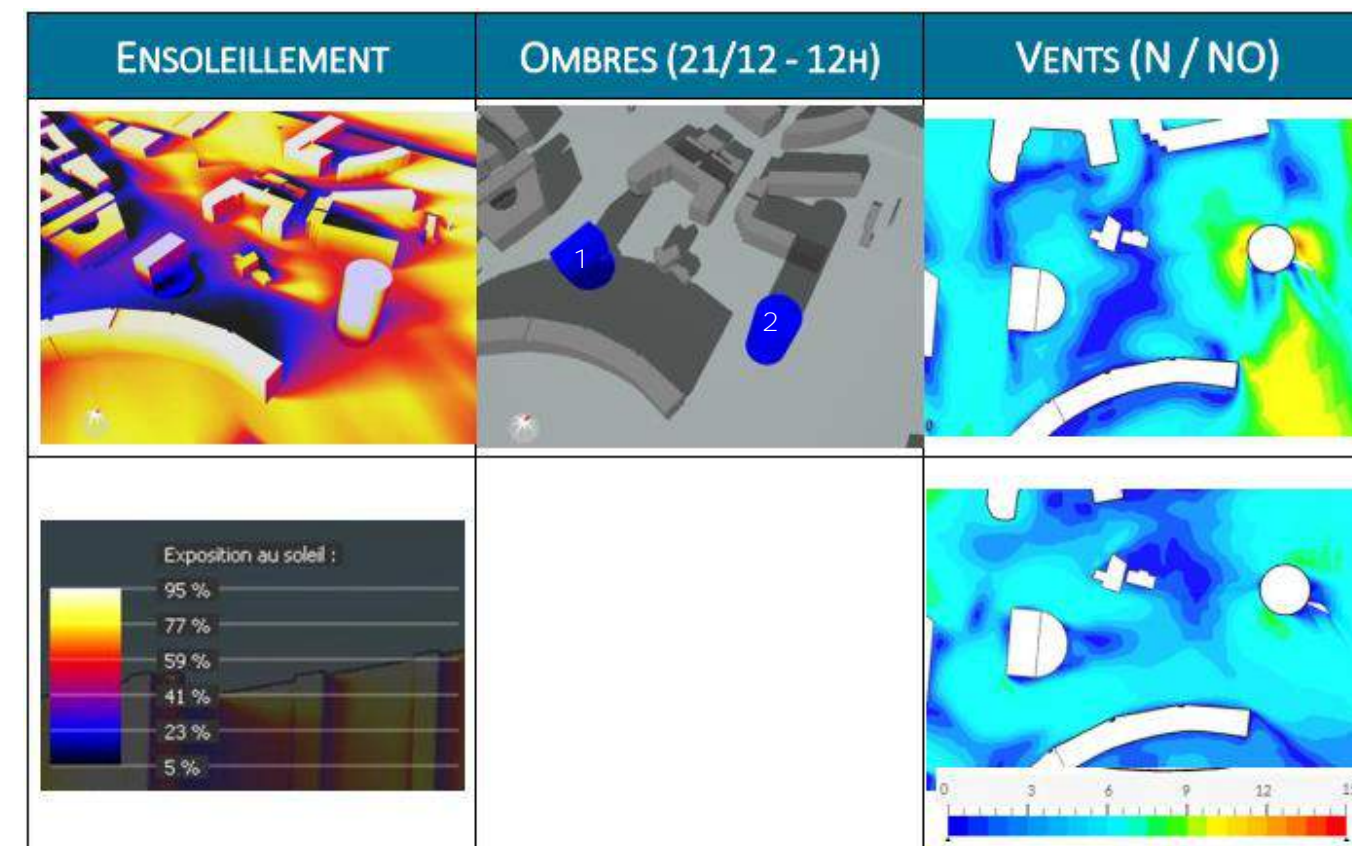 ENSOLEILLEMENT
OMBRES (21/12 - 12H)
VENTS (N / NO)
1
2
0
Exposition au soleil :
95 %
77 %
59 %
41 %
23 %
5 %
0 3 6 9 12